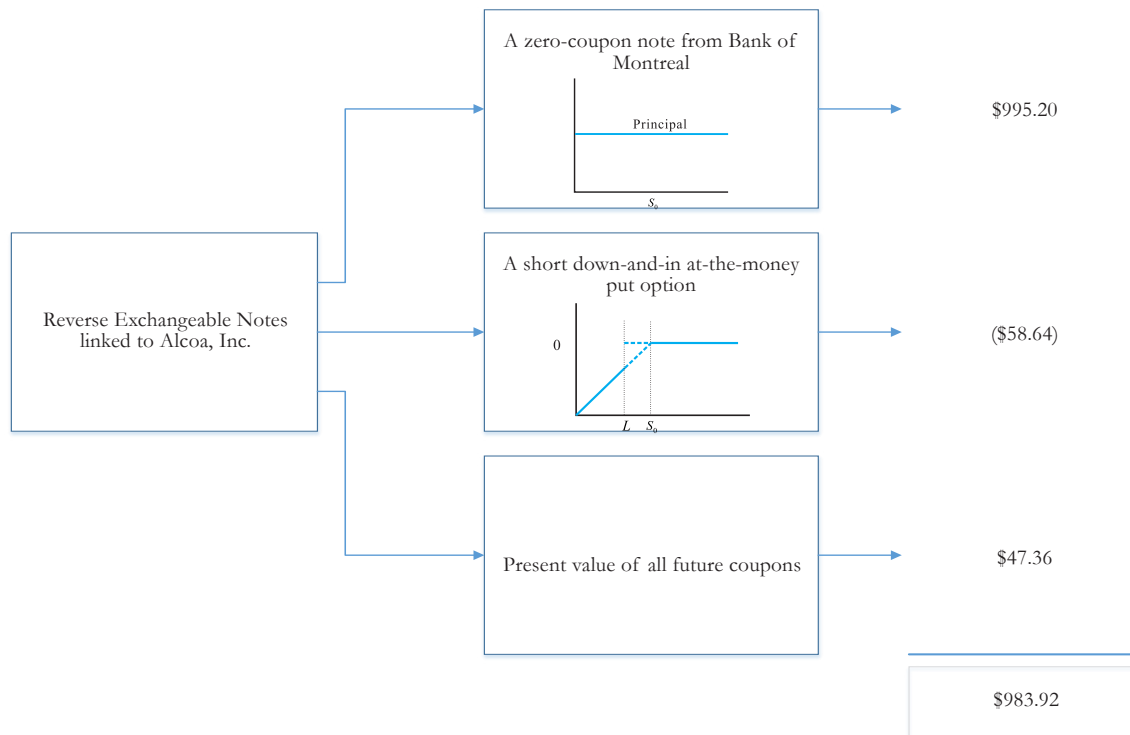 A zero-coupon note from Bank of
Montreal
Principal
S₀
$995.20
Reverse Exchangeable Notes
linked to Alcoa, Inc.
A short down-and-in at-the-money
put option
0
L S₀
($58.64)
Present value of all future coupons
$47.36
$983.92